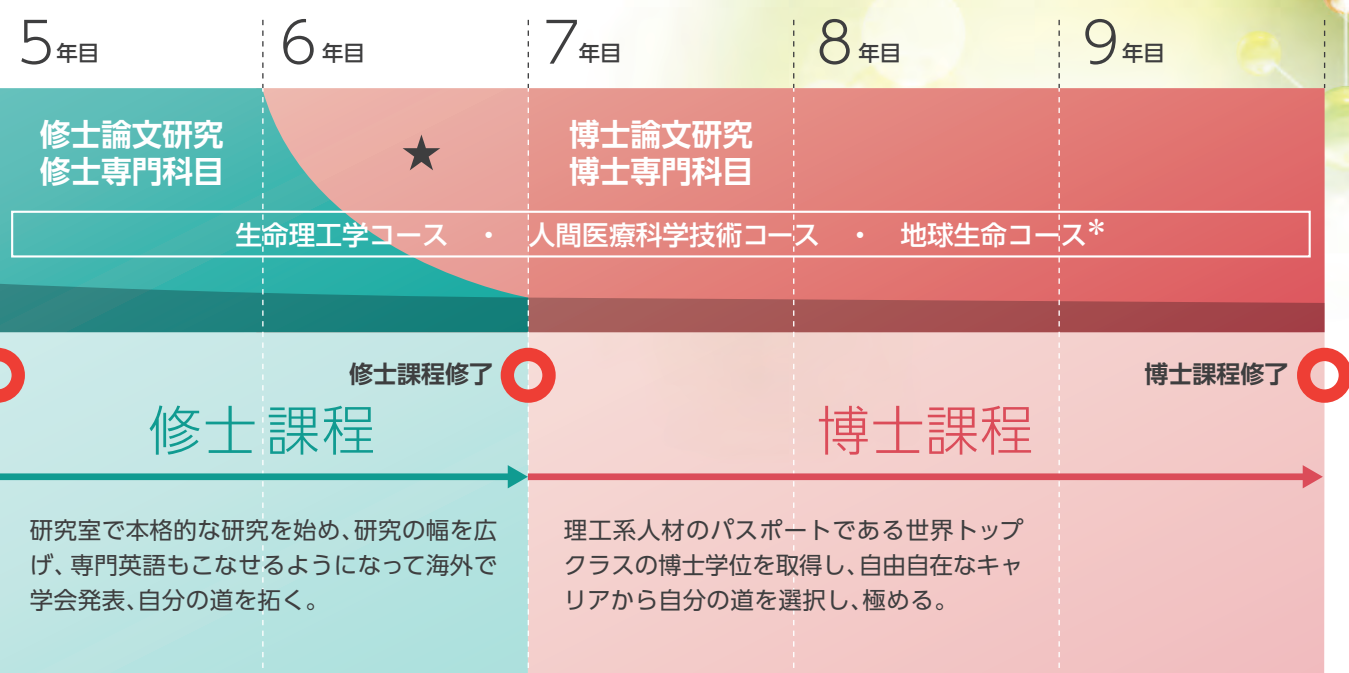 5年目
6年目
7年目
8年目
9年目
修士論文研究
修士専門科目
★
博士論文研究
博士専門科目
生命理工学コース ・ 人間医療科学技術コース ・ 地球生命コース*
修士課程修了
博士課程修了
修士課程
博士課程
研究室で本格的な研究を始め、研究の幅を広
げ、専門英語もこなせるようになって海外で
学会発表、自分の道を拓く。
理工系人材のパスポートである世界トップ
クラスの博士学位を取得し、自由自在なキャ
リアから自分の道を選択し、極める。